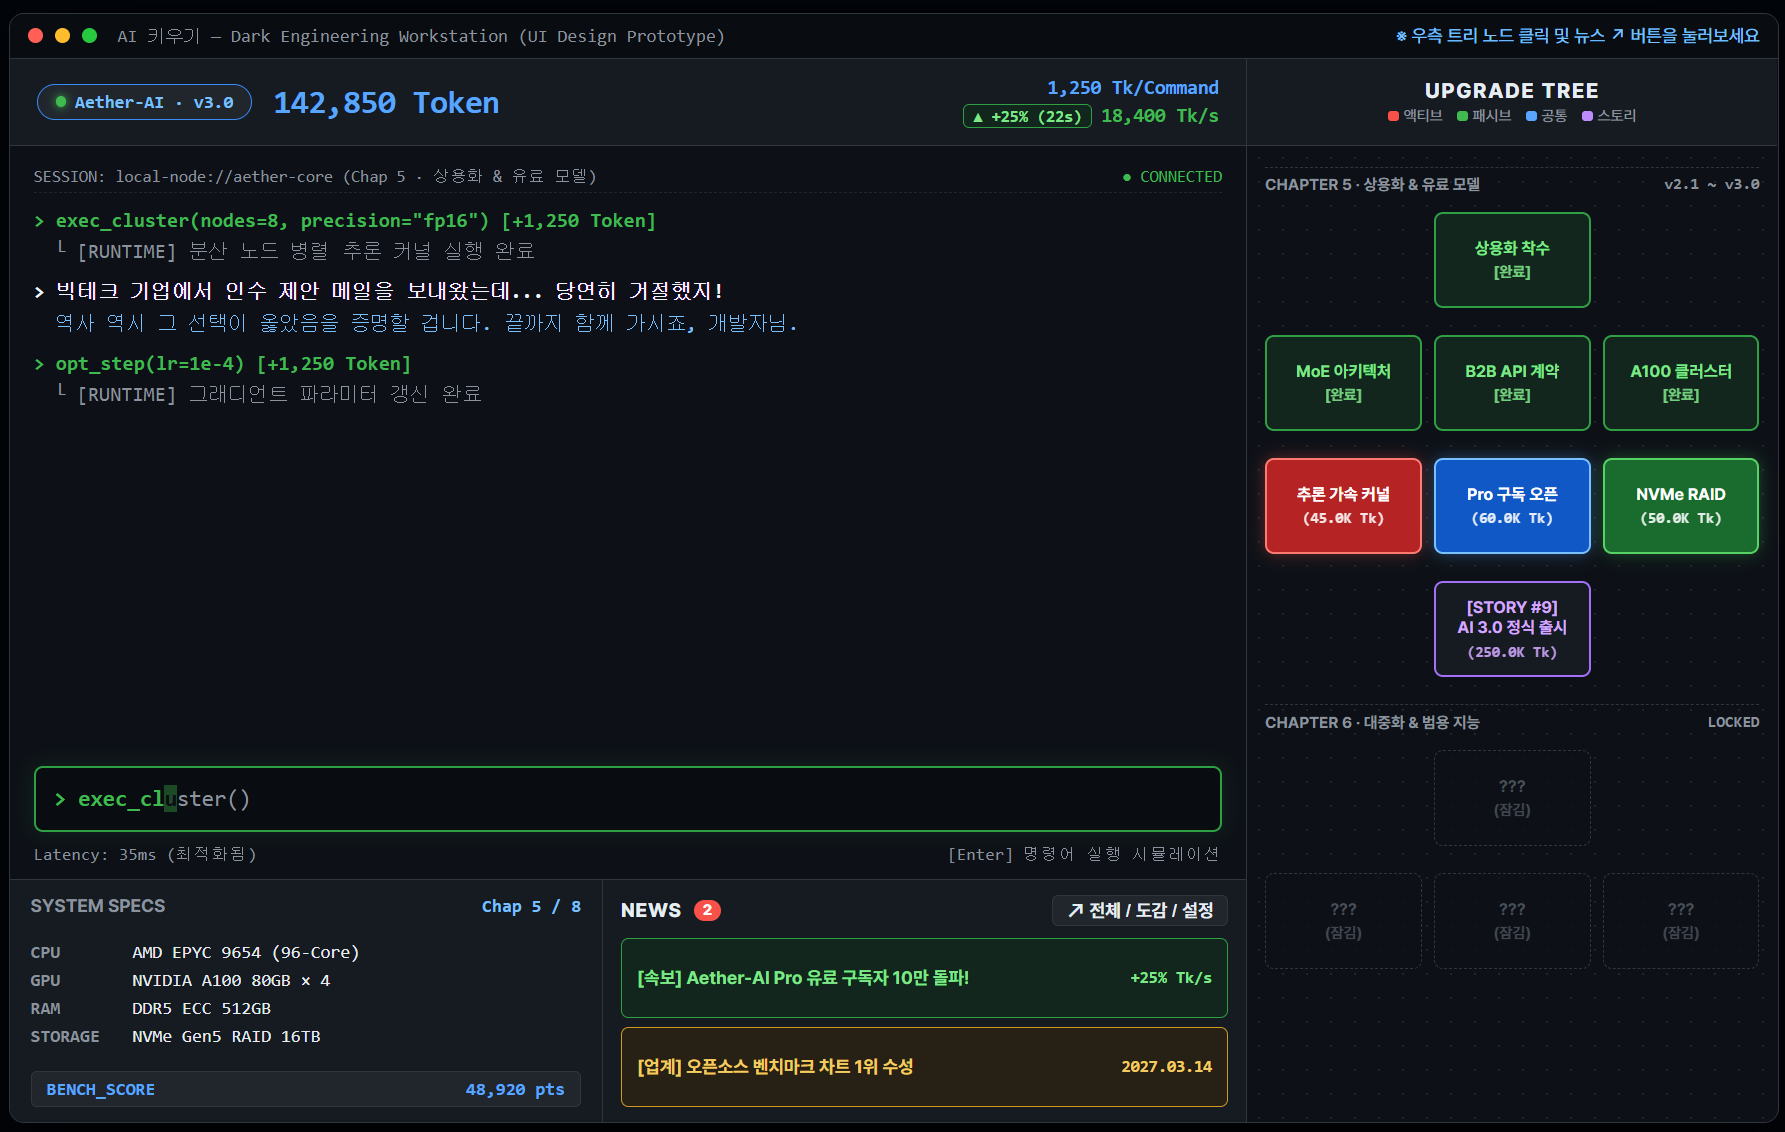 AI 키우기 — Dark Engineering Workstation (UI Design Prototype)
※ 우측 트리 노드 클릭 및 뉴스 ↗ 버튼을 눌러보세요
Aether-AI · v3.0
142,850 Token
1,250 Tk/Command
▲ +25% (22s)
18,400 Tk/s
SESSION: local-node://aether-core (Chap 5 · 상용화 & 유료 모델)
● CONNECTED
> exec_cluster(nodes=8, precision="fp16") [+1,250 Token]
└ [RUNTIME] 분산 노드 병렬 추론 커널 실행 완료
> 빅테크 기업에서 인수 제안 메일을 보내왔는데... 당연히 거절했지!
역사 역시 그 선택이 옳았음을 증명할 겁니다. 끝까지 함께 가시죠, 개발자님.
> opt_step(lr=1e-4) [+1,250 Token]
└ [RUNTIME] 그래디언트 파라미터 갱신 완료
> exec_cluster()
Latency: 35ms (최적화됨)
[Enter] 명령어 실행 시뮬레이션
SYSTEM SPECS
Chap 5 / 8
CPU AMD EPYC 9654 (96-Core)
GPU NVIDIA A100 80GB x 4
RAM DDR5 ECC 512GB
STORAGE NVMe Gen5 RAID 16TB
BENCH_SCORE 48,920 pts
NEWS 2
↗ 전체 / 도감 / 설정
[속보] Aether-AI Pro 유료 구독자 10만 돌파!
+25% Tk/s
[업계] 오픈소스 벤치마크 차트 1위 수성
2027.03.14
UPGRADE TREE
액티브 패시브 공통 스토리
CHAPTER 5 · 상용화 & 유료 모델
v2.1 ~ v3.0
상용화 착수
[완료]
MoE 아키텍처
[완료]
B2B API 계약
[완료]
A100 클러스터
[완료]
추론 가속 커널
(45.0K Tk)
Pro 구독 오픈
(60.0K Tk)
NVMe RAID
(50.0K Tk)
[STORY #9]
AI 3.0 정식 출시
(250.0K Tk)
CHAPTER 6 · 대중화 & 범용 지능
LOCKED
???
(잠김)
???
(잠김)
???
(잠김)
???
(잠김)